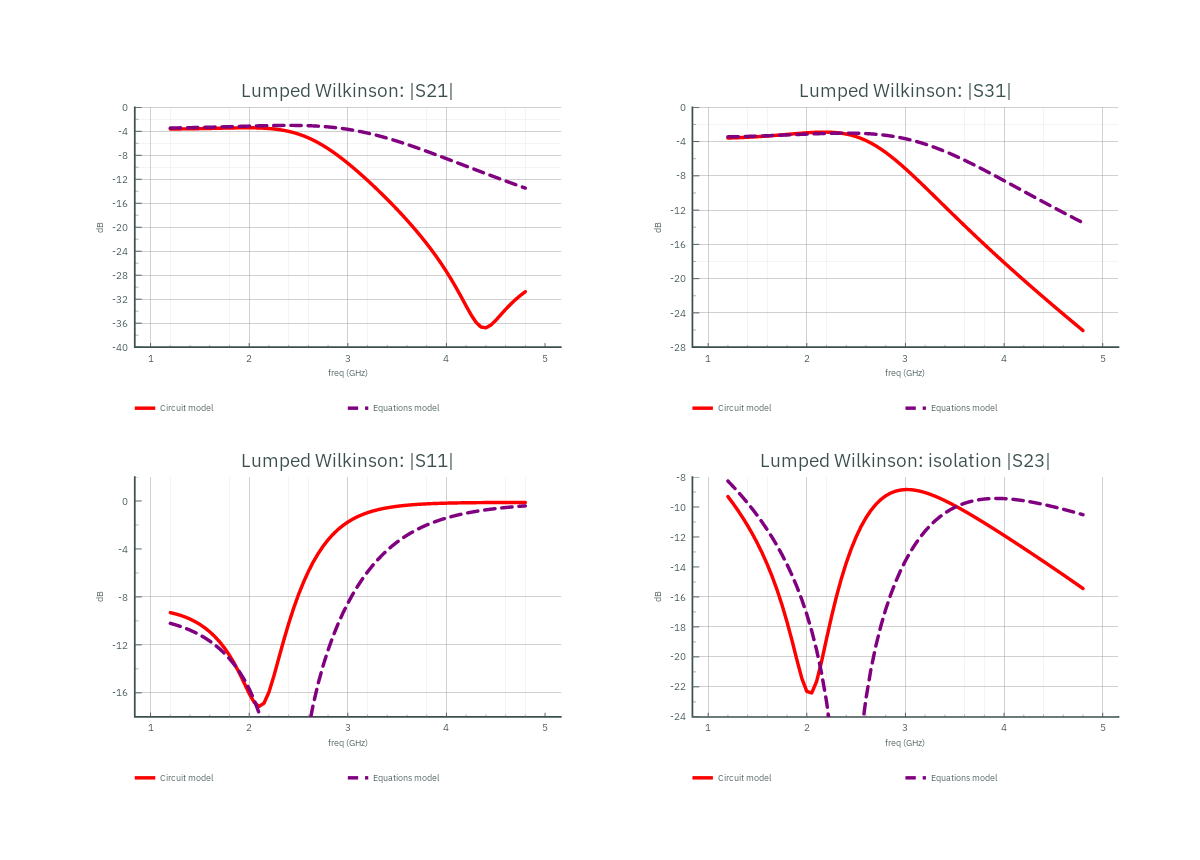 Lumped Wilkinson: |S21|
0
-4
-8
-12
-16
-20
-24
-28
-32
-36
-40
dB
1 2 3 4 5
freq (GHz)
Circuit model Equations model
Lumped Wilkinson: |S31|
0
-4
-8
-12
-16
-20
-24
-28
dB
1 2 3 4 5
freq (GHz)
Circuit model Equations model
Lumped Wilkinson: |S11|
0
-4
-8
-12
-16
dB
1 2 3 4 5
freq (GHz)
Circuit model Equations model
Lumped Wilkinson: isolation |S23|
-8
-10
-12
-14
-16
-18
-20
-22
-24
dB
1 2 3 4 5
freq (GHz)
Circuit model Equations model